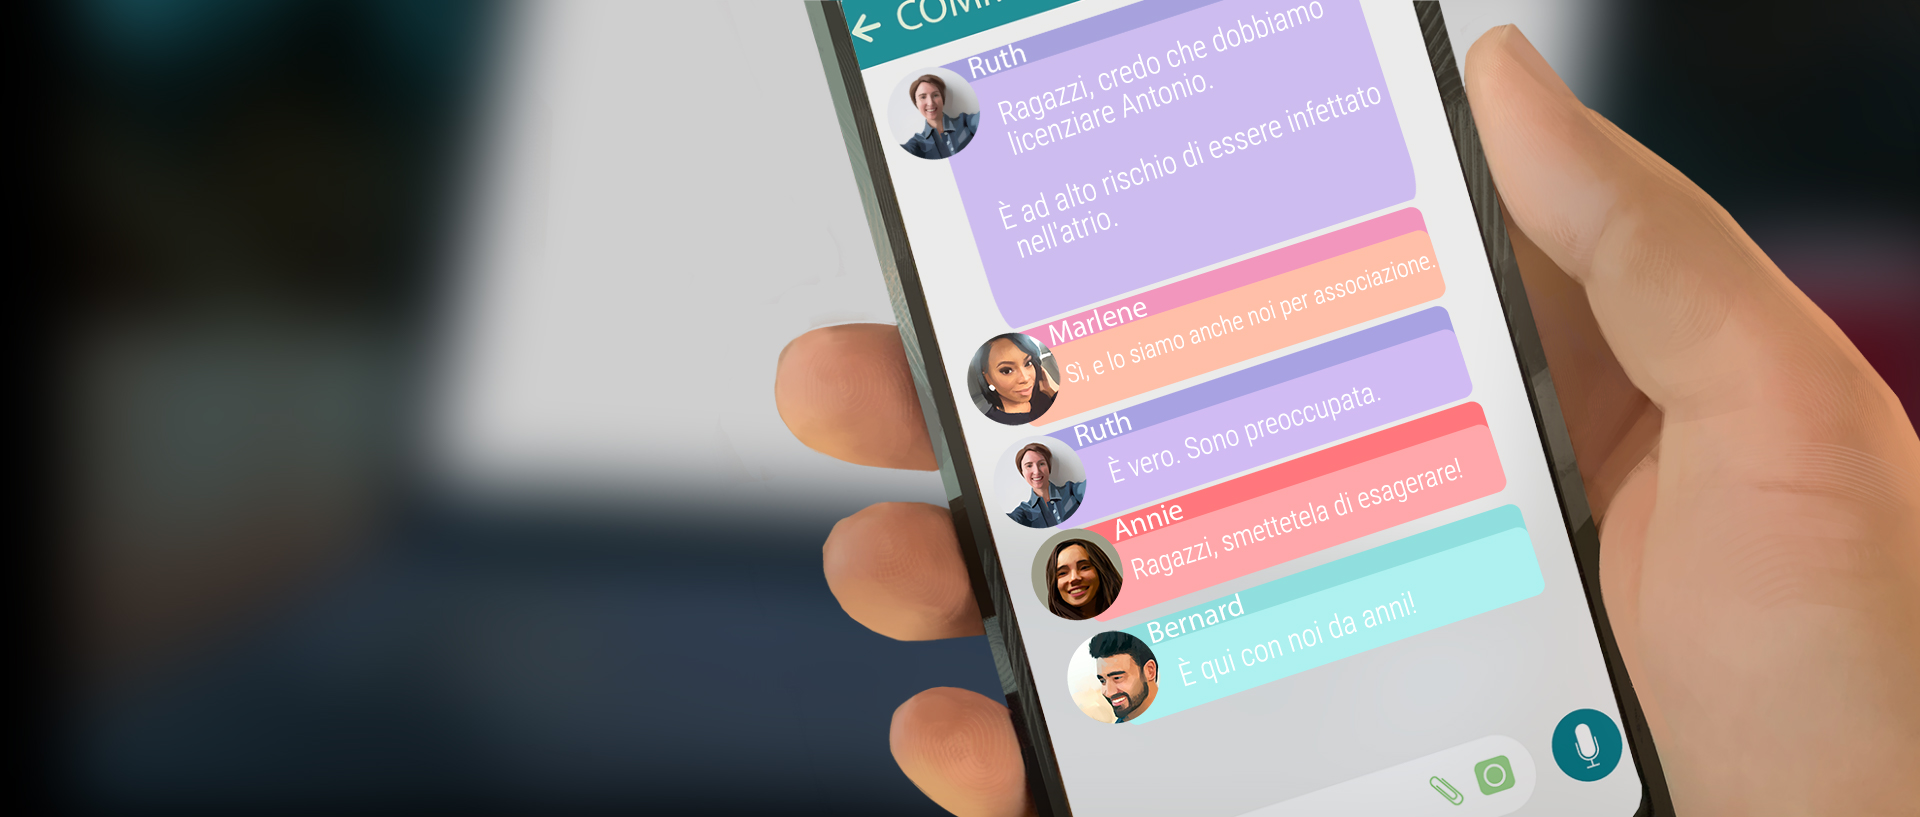 Ruth
Ragazzi, credo che dobbiamo
licenziare Antonio.
È ad alto rischio di essere infettato
nell'atrio.
Marlene
Sì, e lo siamo anche noi per associazione.
Ruth
È vero. Sono preoccupata.
Annie
Ragazzi, smettetela di esagerare!
Bernard
È qui con noi da anni!